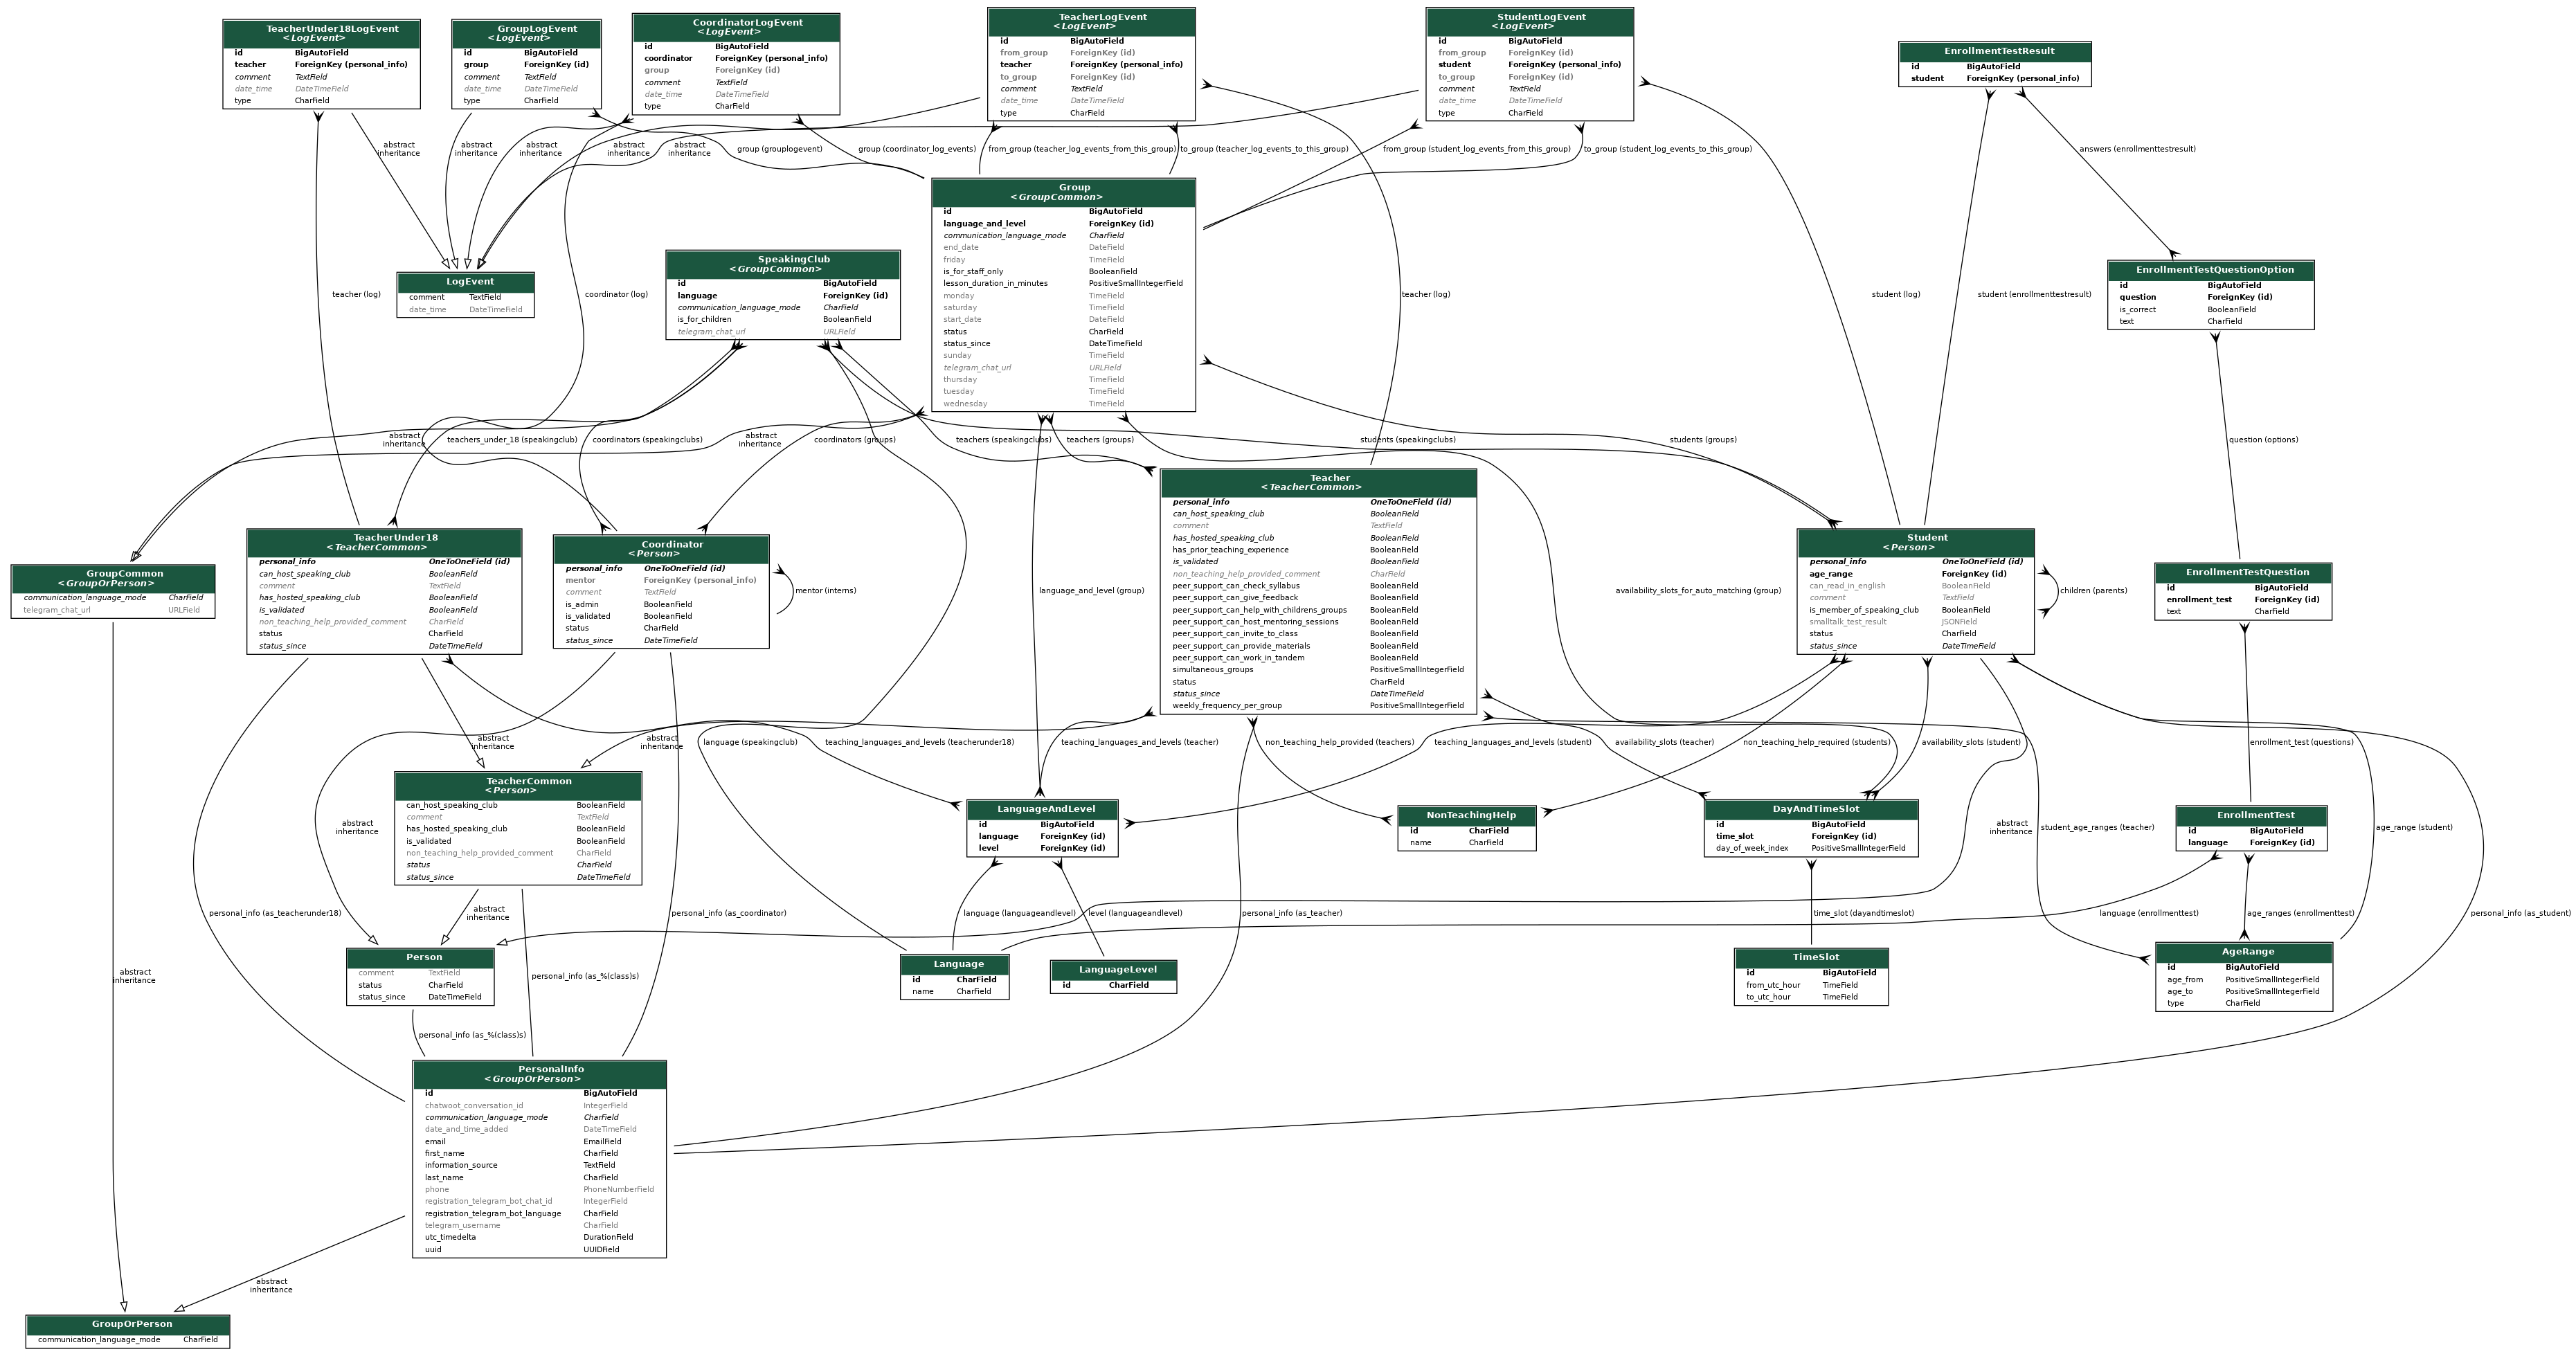 TeacherUnder18LogEvent
<LogEvent>
id BigAutoField
teacher ForeignKey (personal_info)
comment TextField
date_time DateTimeField
type CharField
GroupLogEvent
<LogEvent>
id BigAutoField
group ForeignKey (id)
comment TextField
date_time DateTimeField
type CharField
CoordinatorLogEvent
<LogEvent>
id BigAutoField
coordinator ForeignKey (personal_info)
group ForeignKey (id)
comment TextField
date_time DateTimeField
type CharField
TeacherLogEvent
<LogEvent>
id BigAutoField
from_group ForeignKey (id)
teacher ForeignKey (personal_info)
to_group ForeignKey (id)
comment TextField
date_time DateTimeField
type CharField
StudentLogEvent
<LogEvent>
id BigAutoField
from_group ForeignKey (id)
student ForeignKey (personal_info)
to_group ForeignKey (id)
comment TextField
date_time DateTimeField
type CharField
EnrollmentTestResult
id BigAutoField
student ForeignKey (personal_info)
abstract
inheritance
abstract
inheritance
abstract
inheritance
abstract
inheritance
abstract
inheritance
group (grouplogevent)
group (coordinator_log_events)
from_group (teacher_log_events_from_this_group)
to_group (teacher_log_events_to_this_group)
from_group (student_log_events_from_this_group)
to_group (student_log_events_to_this_group)
answers (enrollmenttestresult)
Group
<GroupCommon>
id BigAutoField
language_and_level ForeignKey (id)
communication_language_mode CharField
end_date DateField
friday TimeField
is_for_staff_only BooleanField
lesson_duration_in_minutes PositiveSmallIntegerField
monday TimeField
saturday TimeField
start_date DateField
status CharField
status_since DateTimeField
sunday TimeField
telegram_chat_url URLField
thursday TimeField
tuesday TimeField
wednesday TimeField
SpeakingClub
<GroupCommon>
id BigAutoField
language ForeignKey (id)
communication_language_mode CharField
is_for_children BooleanField
telegram_chat_url URLField
LogEvent
comment TextField
date_time DateTimeField
EnrollmentTestQuestionOption
id BigAutoField
question ForeignKey (id)
is_correct BooleanField
text CharField
teacher (log)
coordinator (log)
teacher (log)
student (log)
student (enrollmenttestresult)
abstract
inheritance
teachers_under_18 (speakingclub)
coordinators (speakingclubs)
abstract
inheritance
coordinators (groups)
teachers (speakingclubs)
teachers (groups)
students (speakingclubs)
students (groups)
question (options)
Teacher
<TeacherCommon>
personal_info OneToOneField (id)
can_host_speaking_club BooleanField
comment TextField
has_hosted_speaking_club BooleanField
has_prior_teaching_experience BooleanField
is_validated BooleanField
non_teaching_help_provided_comment CharField
peer_support_can_check_syllabus BooleanField
peer_support_can_give_feedback BooleanField
peer_support_can_help_with_childrens_groups BooleanField
peer_support_can_host_mentoring_sessions BooleanField
peer_support_can_invite_to_class BooleanField
peer_support_can_provide_materials BooleanField
peer_support_can_work_in_tandem BooleanField
simultaneous_groups PositiveSmallIntegerField
status CharField
status_since DateTimeField
weekly_frequency_per_group PositiveSmallIntegerField
GroupCommon
<GroupOrPerson>
communication_language_mode CharField
telegram_chat_url URLField
TeacherUnder18
<TeacherCommon>
personal_info OneToOneField (id)
can_host_speaking_club BooleanField
comment TextField
has_hosted_speaking_club BooleanField
is_validated BooleanField
non_teaching_help_provided_comment CharField
status CharField
status_since DateTimeField
Coordinator
<Person>
personal_info OneToOneField (id)
mentor ForeignKey (personal_info)
comment TextField
is_admin BooleanField
is_validated BooleanField
status CharField
status_since DateTimeField
mentor (interns)
language_and_level (group)
availability_slots_for_auto_matching (group)
Student
<Person>
personal_info OneToOneField (id)
age_range ForeignKey (id)
can_read_in_english BooleanField
comment TextField
is_member_of_speaking_club BooleanField
smalltalk_test_result JSONField
status CharField
status_since DateTimeField
children (parents)
EnrollmentTestQuestion
id BigAutoField
enrollment_test ForeignKey (id)
text CharField
abstract
inheritance
abstract
inheritance
language (speakingclub)
teaching_languages_and_levels (teacherunder18)
teaching_languages_and_levels (teacher)
non_teaching_help_provided (teachers)
teaching_languages_and_levels (student)
availability_slots (teacher)
non_teaching_help_required (students)
availability_slots (student)
enrollment_test (questions)
TeacherCommon
<Person>
can_host_speaking_club BooleanField
comment TextField
has_hosted_speaking_club BooleanField
is_validated BooleanField
non_teaching_help_provided_comment CharField
status CharField
status_since DateTimeField
abstract
inheritance
LanguageAndLevel
id BigAutoField
language ForeignKey (id)
level ForeignKey (id)
NonTeachingHelp
id CharField
name CharField
DayAndTimeSlot
id BigAutoField
time_slot ForeignKey (id)
day_of_week_index PositiveSmallIntegerField
abstract
inheritance
student_age_ranges (teacher)
EnrollmentTest
id BigAutoField
language ForeignKey (id)
age_range (student)
personal_info (as_teacherunder18)
abstract
inheritance
personal_info (as_coordinator)
language (languageandlevel)
level (languageandlevel)
personal_info (as_teacher)
time_slot (dayandtimeslot)
language (enrollmenttest)
age_ranges (enrollmenttest)
personal_info (as_student)
abstract
inheritance
Person
comment TextField
status CharField
status_since DateTimeField
personal_info (as_%(class)s)
Language
id CharField
name CharField
LanguageLevel
id CharField
TimeSlot
id BigAutoField
from_utc_hour TimeField
to_utc_hour TimeField
AgeRange
id BigAutoField
age_from PositiveSmallIntegerField
age_to PositiveSmallIntegerField
type CharField
personal_info (as_%(class)s)
PersonalInfo
<GroupOrPerson>
id BigAutoField
chatwoot_conversation_id IntegerField
communication_language_mode CharField
date_and_time_added DateTimeField
email EmailField
first_name CharField
information_source TextField
last_name CharField
phone PhoneNumberField
registration_telegram_bot_chat_id IntegerField
registration_telegram_bot_language CharField
telegram_username CharField
utc_timedelta DurationField
uuid UUIDField
abstract
inheritance
GroupOrPerson
communication_language_mode CharField